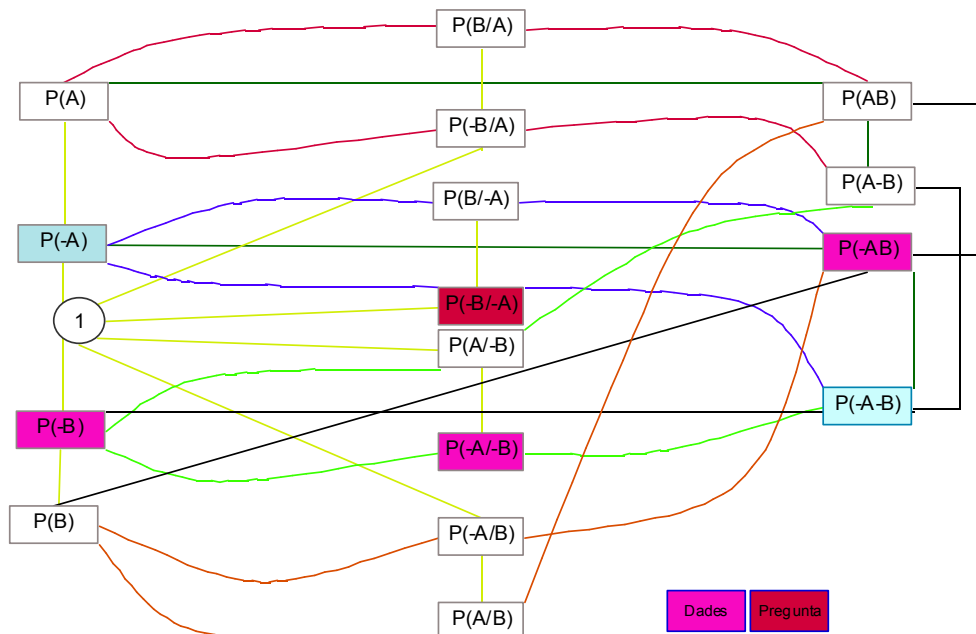 P(B/A)
P(A)
P(AB)
P(-B/A)
P(A-B)
P(B/-A)
P(-A)
P(-AB)
P(-B/-A)
1
P(A/-B)
P(-A-B)
P(-B)
P(-A/-B)
P(B)
P(-A/B)
P(A/B)
Dades
Pregunta